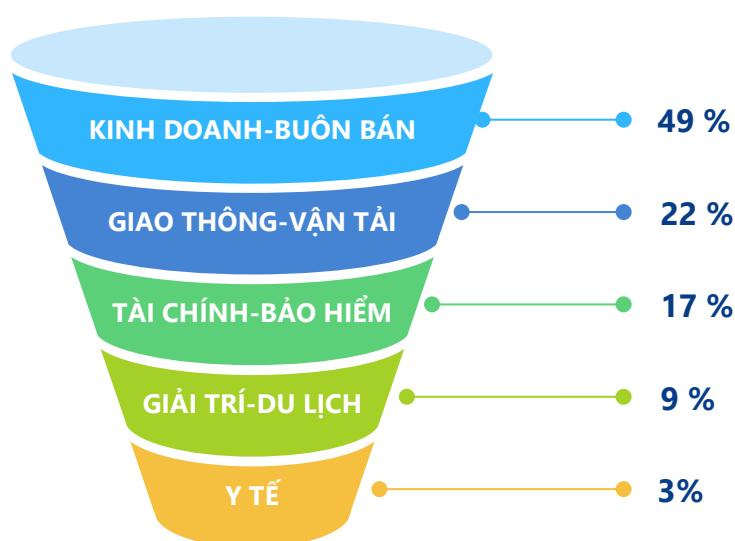 KINH DOANH-BUÔN BÁN
49 %
GIAO THÔNG-VẬN TẢI
22 %
TÀI CHÍNH-BẢO HIỂM
17 %
GIẢI TRÍ-DU LỊCH
9 %
Y TẾ
3%